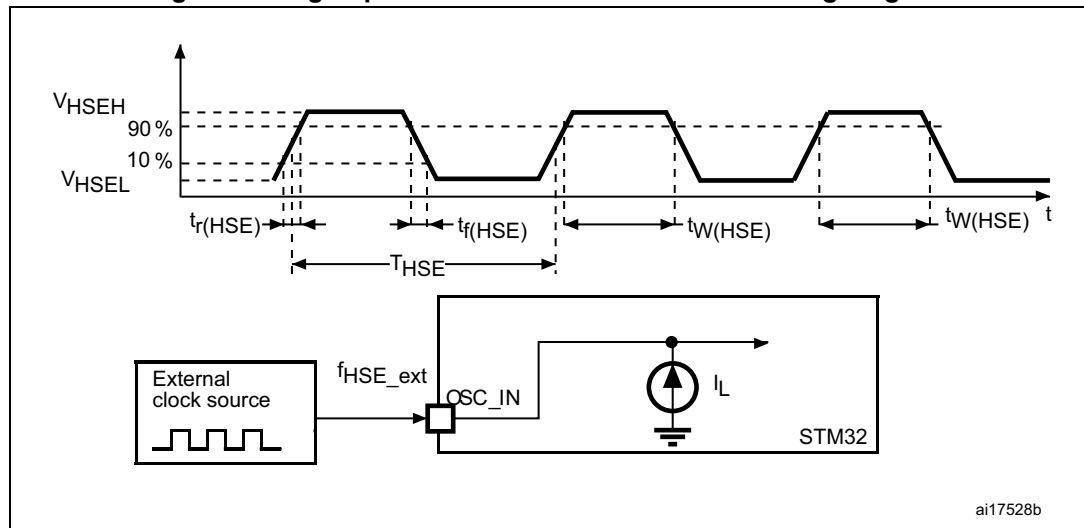 VHSEH
90 %
10 %
VHSEL
tr(HSE)
tf(HSE)
tW(HSE)
tW(HSE)
t
THSE
External
clock source
fHSE_ext
OSC_IN
IL
STM32
ai17528b